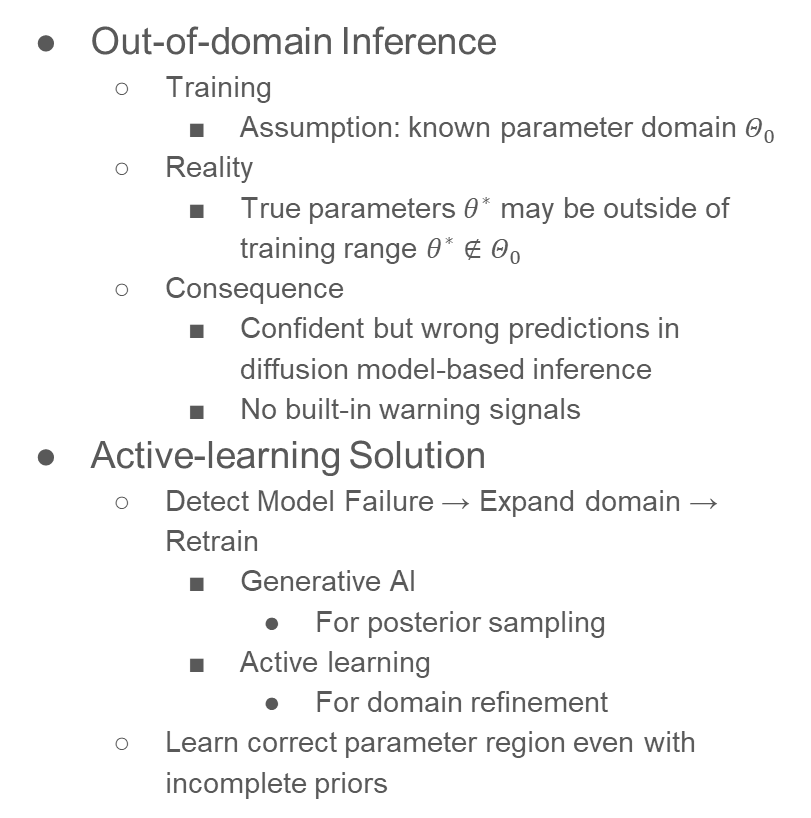 ● Out-of-domain Inference
○ Training
■ Assumption: known parameter domain Θ₀
○ Reality
■ True parameters θ* may be outside of
training range θ* ∉ Θ₀
○ Consequence
■ Confident but wrong predictions in
diffusion model-based inference
■ No built-in warning signals
● Active-learning Solution
○ Detect Model Failure → Expand domain →
Retrain
■ Generative AI
● For posterior sampling
■ Active learning
● For domain refinement
○ Learn correct parameter region even with
incomplete priors